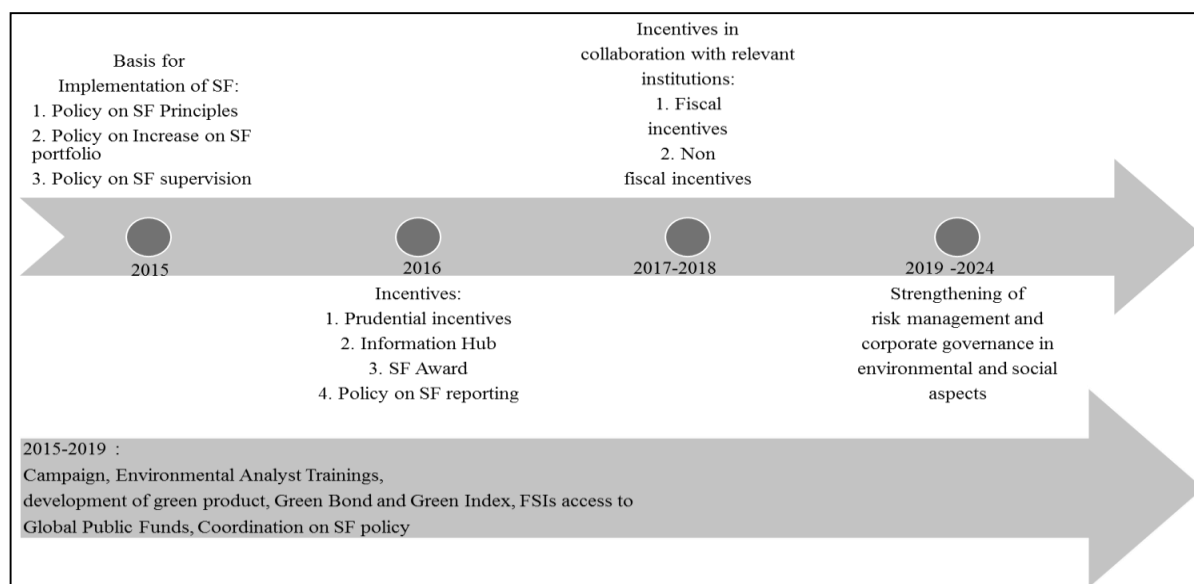 Basis for
Implementation of SF:
1. Policy on SF Principles
2. Policy on Increase on SF
portfolio
3. Policy on SF supervision
Incentives in
collaboration with relevant
institutions:
1. Fiscal
incentives
2. Non
fiscal incentives
2015
2016
2017-2018
2019 -2024
Incentives:
1. Prudential incentives
2. Information Hub
3. SF Award
4. Policy on SF reporting
Strengthening of
risk management and
corporate governance in
environmental and social
aspects
2015-2019 :
Campaign, Environmental Analyst Trainings,
development of green product, Green Bond and Green Index, FSIs access to
Global Public Funds, Coordination on SF policy